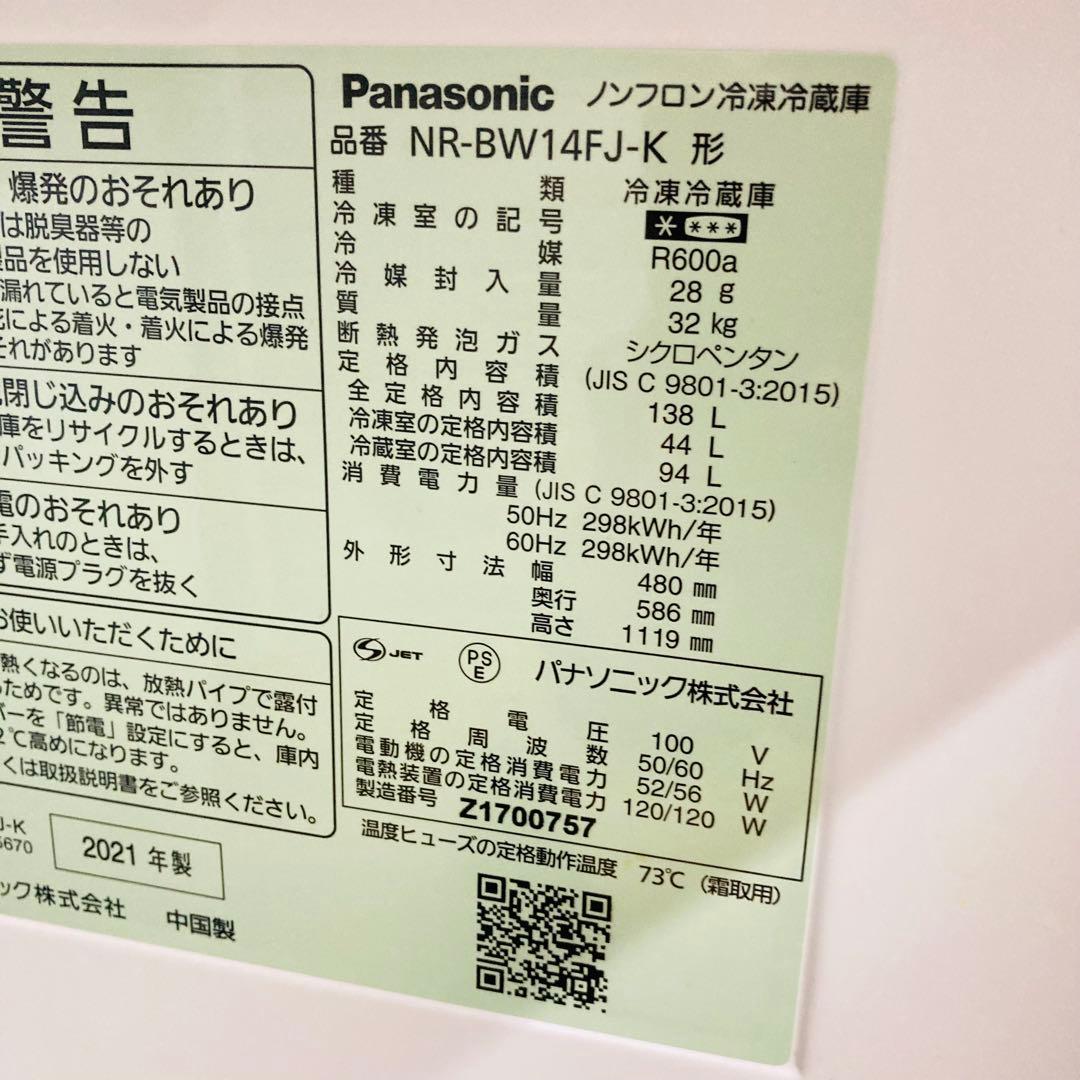 警告
爆発のおそれあり
は脱臭器等の
製品を使用しない
漏れていると電気製品の接点
による着火・着火による爆発
それがあります
閉じ込みのおそれあり
庫をリサイクルするときは、
パッキングを外す
電のおそれあり
手入れのときは、
ず電源プラグを抜く
お使いいただくために
熱くなるのは、放熱パイプで露付
ためです。異常ではありません。
バーを「節電」設定にすると、庫内
2℃高めになります。
くは取扱説明書をご参照ください。
J-K
5670
2021 年製
ック株式会社 中国製
Panasonic ノンフロン冷凍冷蔵庫
品番 NR-BW14FJ-K 形
種類 冷凍冷蔵庫
冷凍室の記号 * ***
冷媒 R600a
冷媒封入量 28 g
質量 32 kg
断熱発泡ガス シクロペンタン
定格内容積 (JIS C 9801-3:2015)
全定格内容積 138 L
冷凍室の定格内容積 44 L
冷蔵室の定格内容積 94 L
消費電力量 (JIS C 9801-3:2015)
50Hz 298kWh/年
60Hz 298kWh/年
外形寸法 幅 480 mm
奥行 586 mm
高さ 1119 mm
JET PSE パナソニック株式会社
定格電圧 100 V
定格周波数 50/60 Hz
電動機の定格消費電力 52/56 W
電熱装置の定格消費電力 120/120 W
製造番号 Z1700757
温度ヒューズの定格動作温度 73℃（霜取用）